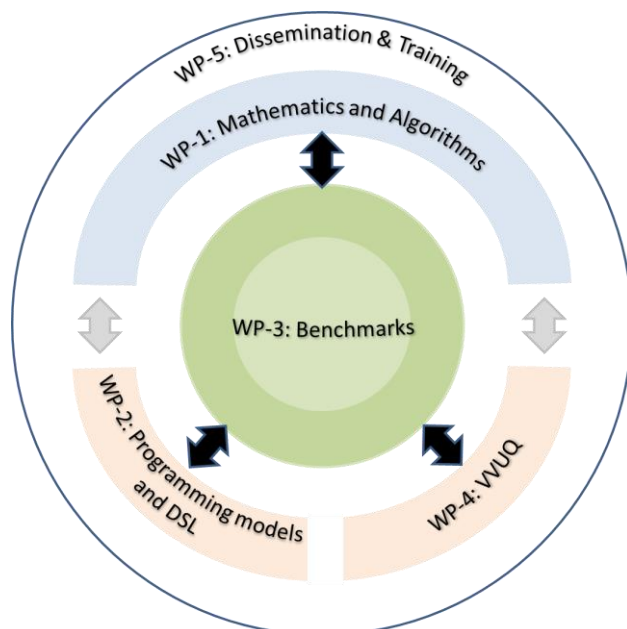 WP-5: Dissemination & Training
WP-1: Mathematics and Algorithms
WP-3: Benchmarks
WP-2: Programming models
and DSL
WP-4: VVUQ